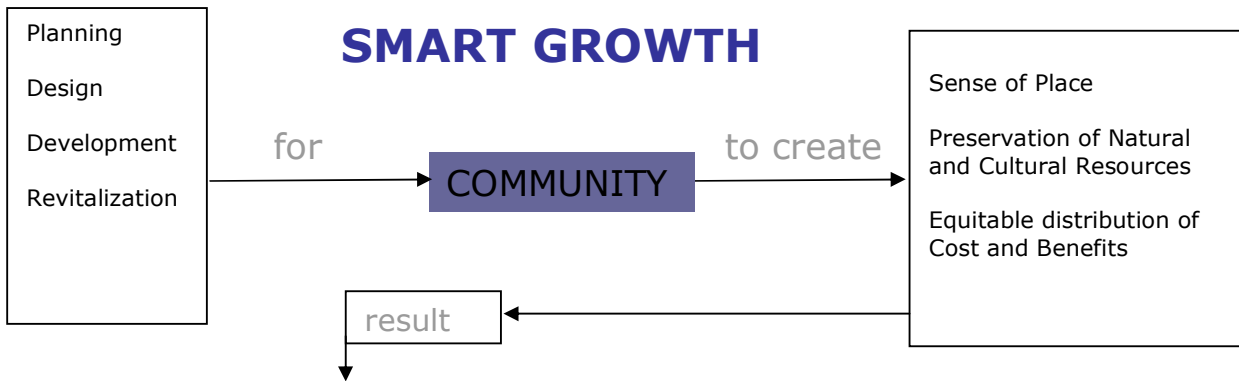 SMART GROWTH
Planning
Design
Development
Revitalization
for
COMMUNITY
to create
Sense of Place
Preservation of Natural
and Cultural Resources
Equitable distribution of
Cost and Benefits
result